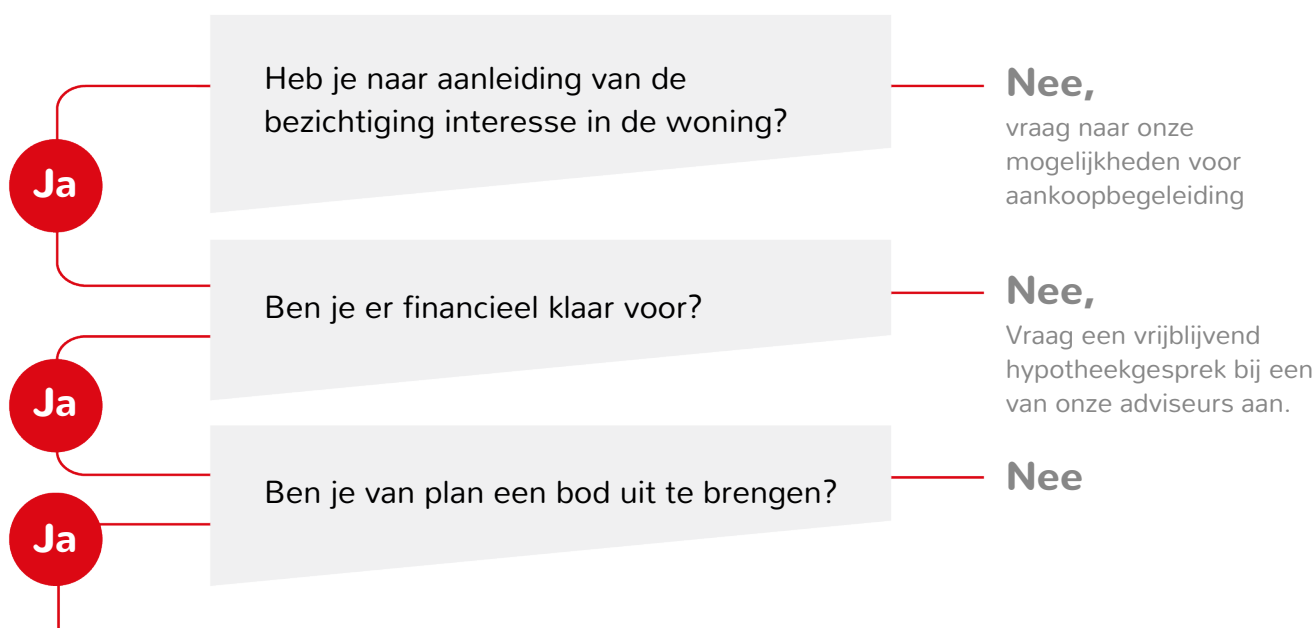 Heb je naar aanleiding van de
bezichtiging interesse in de woning?
Nee,
vraag naar onze
mogelijkheden voor
aankoopbegeleiding
Ja
Ben je er financieel klaar voor?
Nee,
Vraag een vrijblijvend
hypotheekgesprek bij een
van onze adviseurs aan.
Ja
Ben je van plan een bod uit te brengen?
Nee
Ja